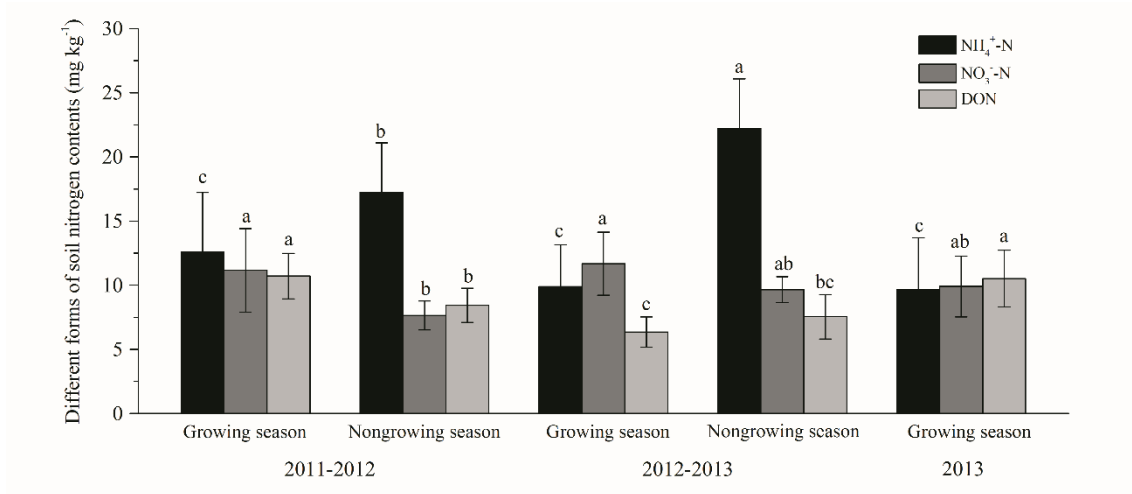 Different forms of soil nitrogen contents (mg kg⁻¹)
30
25
20
15
10
5
0
NH₄⁺-N
NO₃⁻-N
DON
c
a
a
b
b
b
c
a
c
a
ab
bc
c
ab
a
Growing season
Nongrowing season
Growing season
Nongrowing season
Growing season
2011-2012
2012-2013
2013